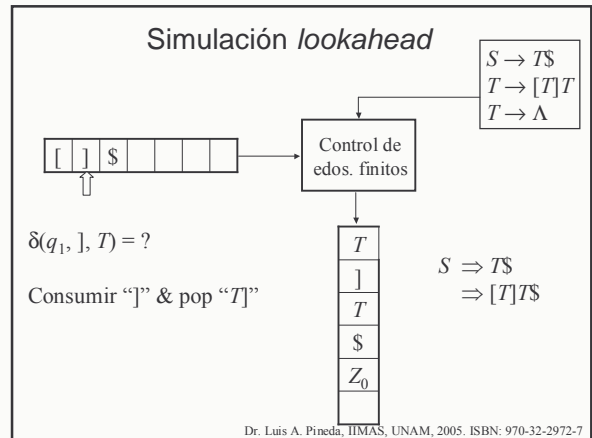 Simulación lookahead
S → T$
T → [T]T
T → Λ
Control de
edos. finitos
[ ] $
δ(q₁, ], T) = ?
Consumir “]” & pop “T]”
T
]
T
$
Z₀
S ⇒ T$
⇒ [T]T$
Dr. Luis A. Pineda, IIMAS, UNAM, 2005. ISBN: 970-32-2972-7